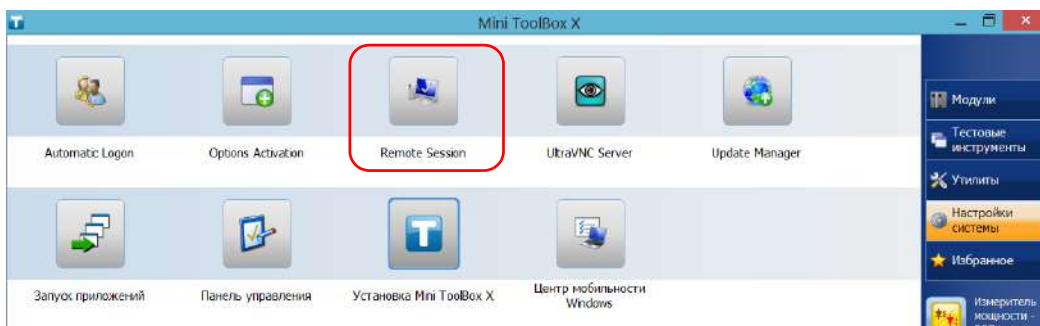 Mini ToolBox X
Automatic Logon
Options Activation
Remote Session
UltraVNC Server
Update Manager
Запуск приложений
Панель управления
Установка Mini ToolBox X
Центр мобильности
Windows
Модули
Тестовые
инструменты
Утилиты
Настройки
системы
Избранное
Измеритель
мощности -